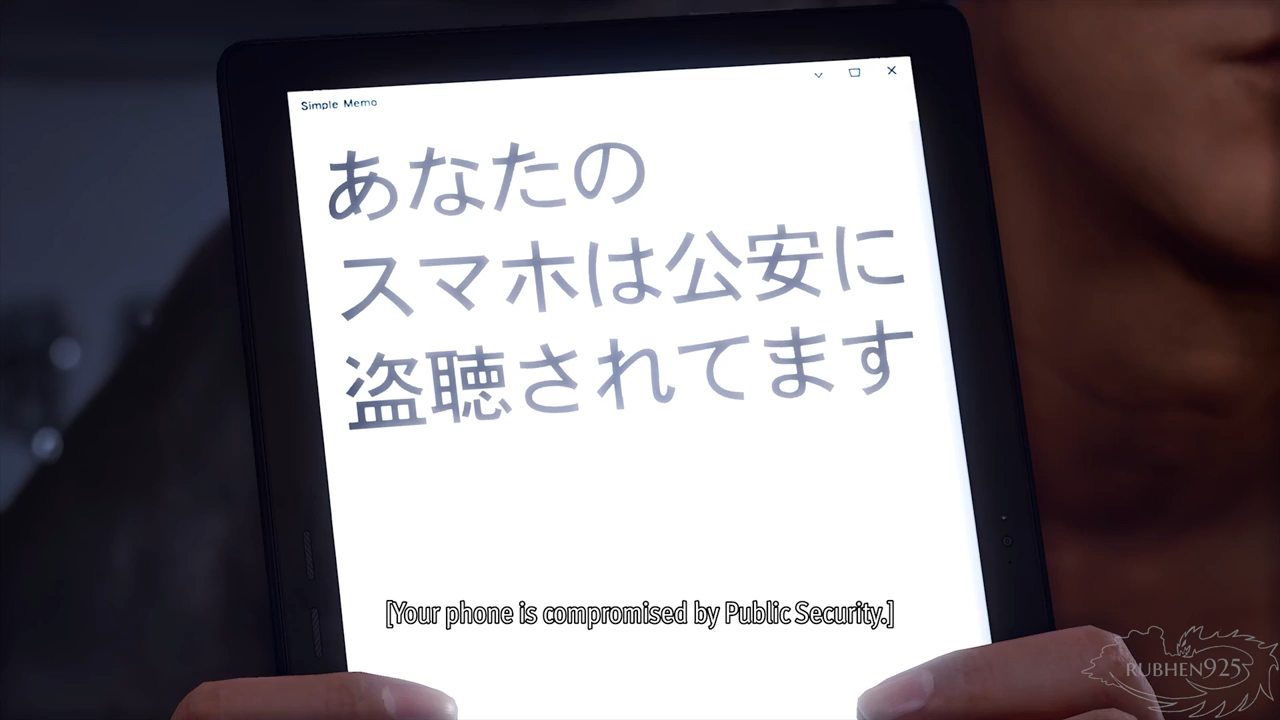 Simple Memo
あなたの
スマホは公安に
盗聴されてます
[Your phone is compromised by Public Security.]
RUBHEN925